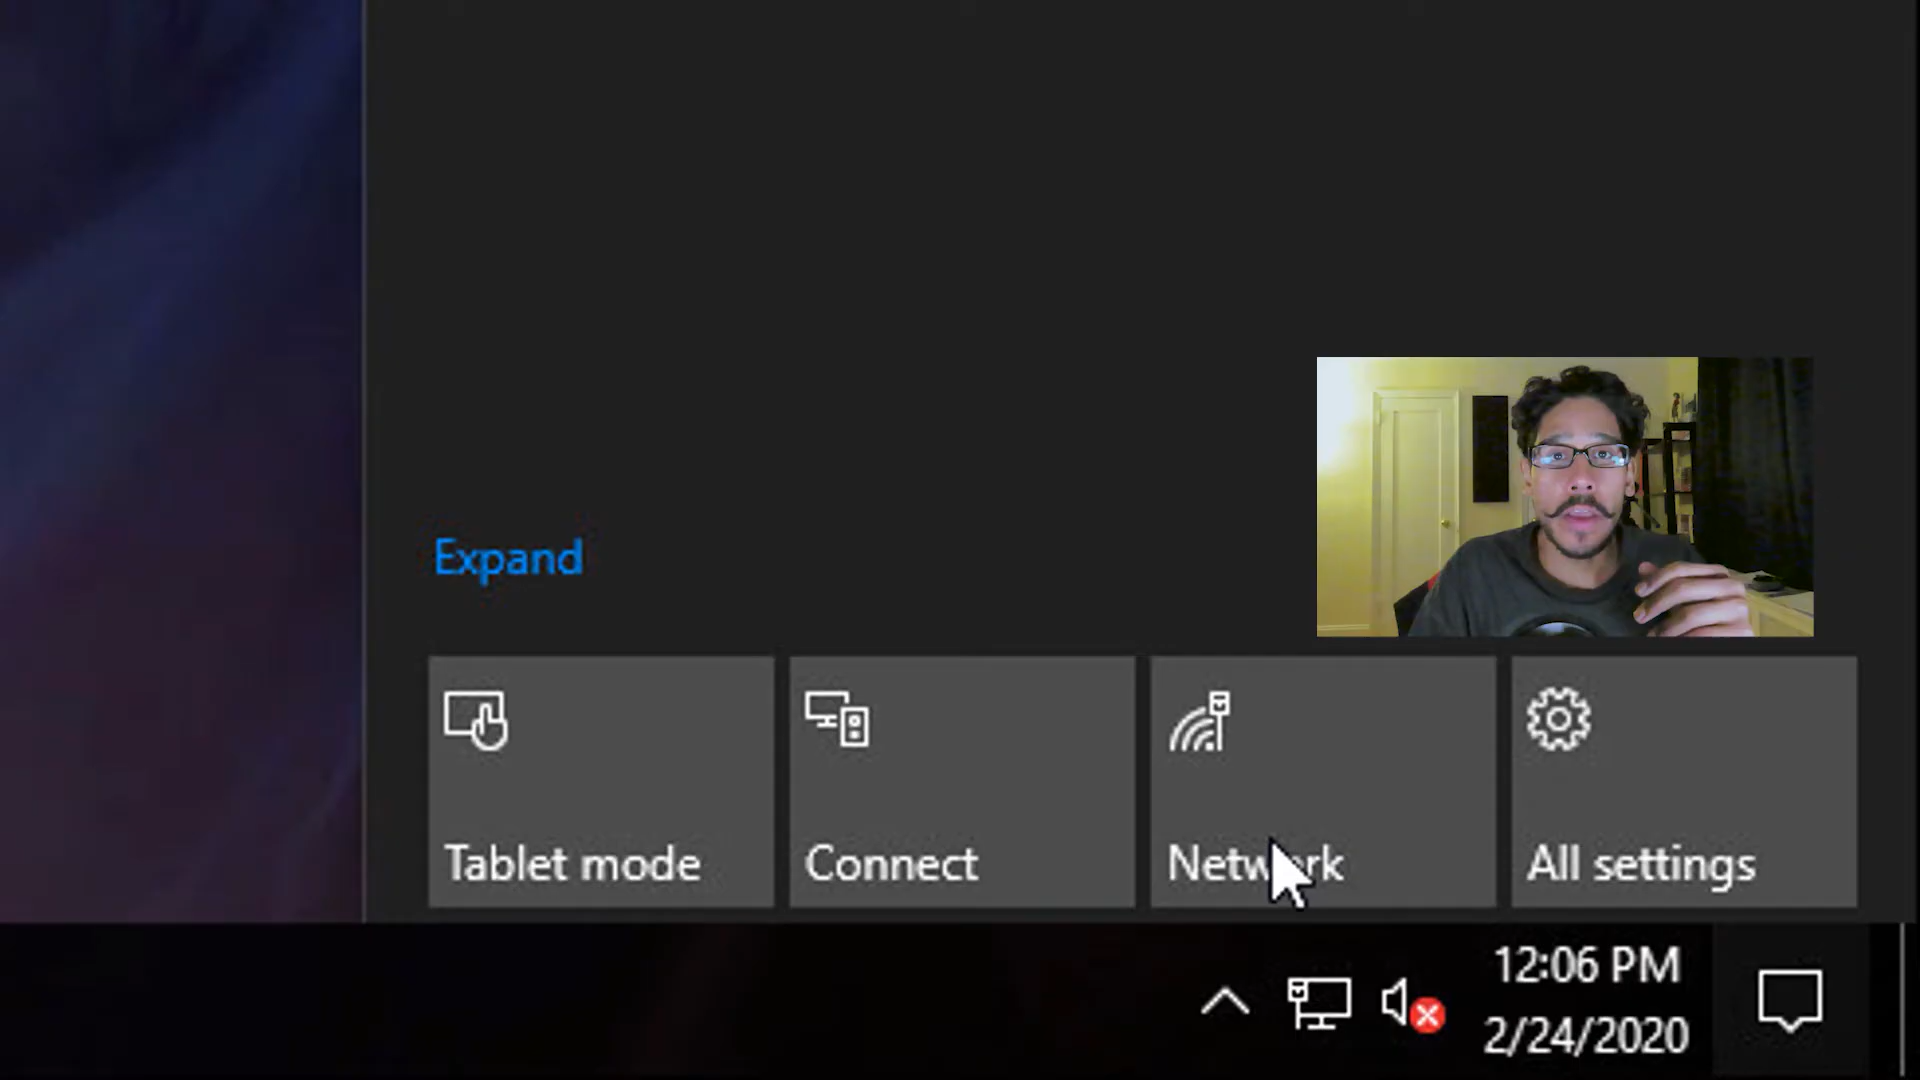 Expand
Tablet mode
Connect
Network
All settings
12:06 PM
2/24/2020